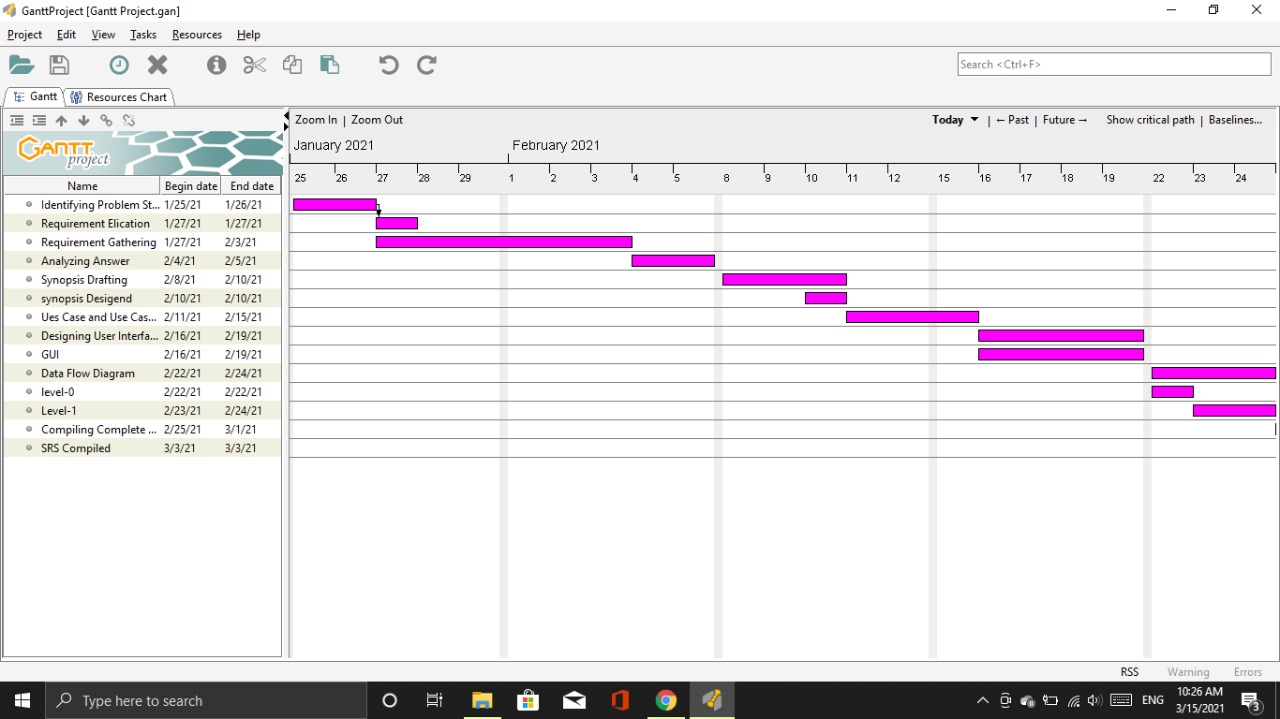 GanttProject [Gantt Project.gan]
Project Edit View Tasks Resources Help
Search <Ctrl+F>
Gantt Resources Chart
Zoom In | Zoom Out Today | ← Past | Future → Show critical path | Baselines...
GANTT project
January 2021 February 2021
25 26 27 28 29 1 2 3 4 5 8 9 10 11 12 15 16 17 18 19 22 23 24
Name Begin date End date
Identifying Problem St... 1/25/21 1/26/21
Requirement Elication 1/27/21 1/27/21
Requirement Gathering 1/27/21 2/3/21
Analyzing Answer 2/4/21 2/5/21
Synopsis Drafting 2/8/21 2/10/21
synopsis Desigend 2/10/21 2/10/21
Ues Case and Use Cas... 2/11/21 2/15/21
Designing User Interfa... 2/16/21 2/19/21
GUI 2/16/21 2/19/21
Data Flow Diagram 2/22/21 2/24/21
level-0 2/22/21 2/22/21
Level-1 2/23/21 2/24/21
Compiling Complete ... 2/25/21 3/1/21
SRS Compiled 3/3/21 3/3/21
RSS Warning Errors
Type here to search
ENG
10:26 AM
3/15/2021
3